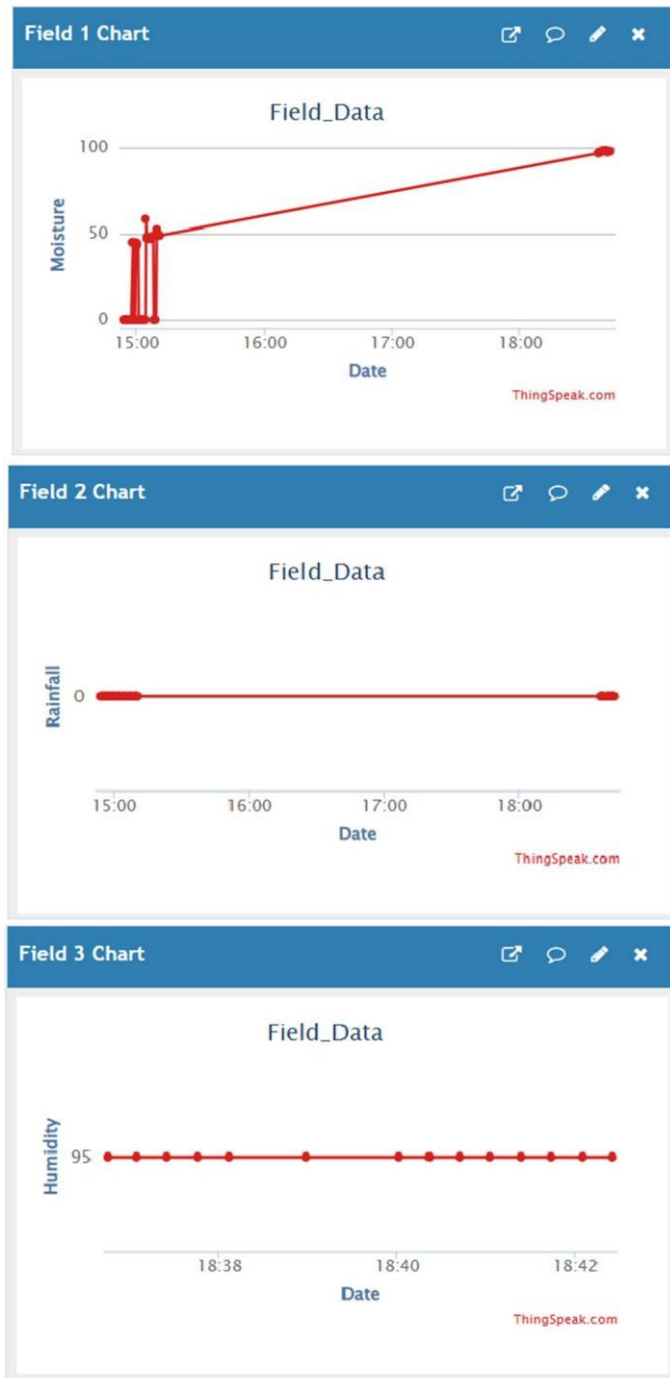 Field 1 Chart
Field_Data
100
50
0
Moisture
15:00 16:00 17:00 18:00
Date
ThingSpeak.com
Field 2 Chart
Field_Data
0
Rainfall
15:00 16:00 17:00 18:00
Date
ThingSpeak.com
Field 3 Chart
Field_Data
95
Humidity
18:38 18:40 18:42
Date
ThingSpeak.com